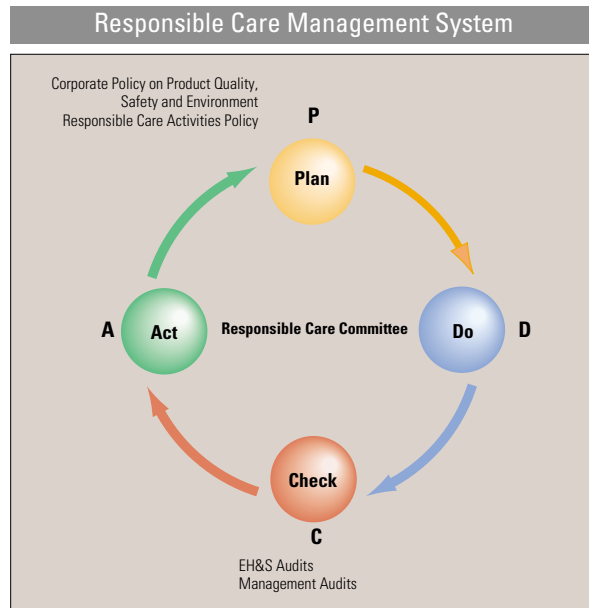 Responsible Care Management System
Corporate Policy on Product Quality,
Safety and Environment
Responsible Care Activities Policy
P
Plan
A
Act
Responsible Care Committee
Do
D
Check
C
EH&S Audits
Management Audits